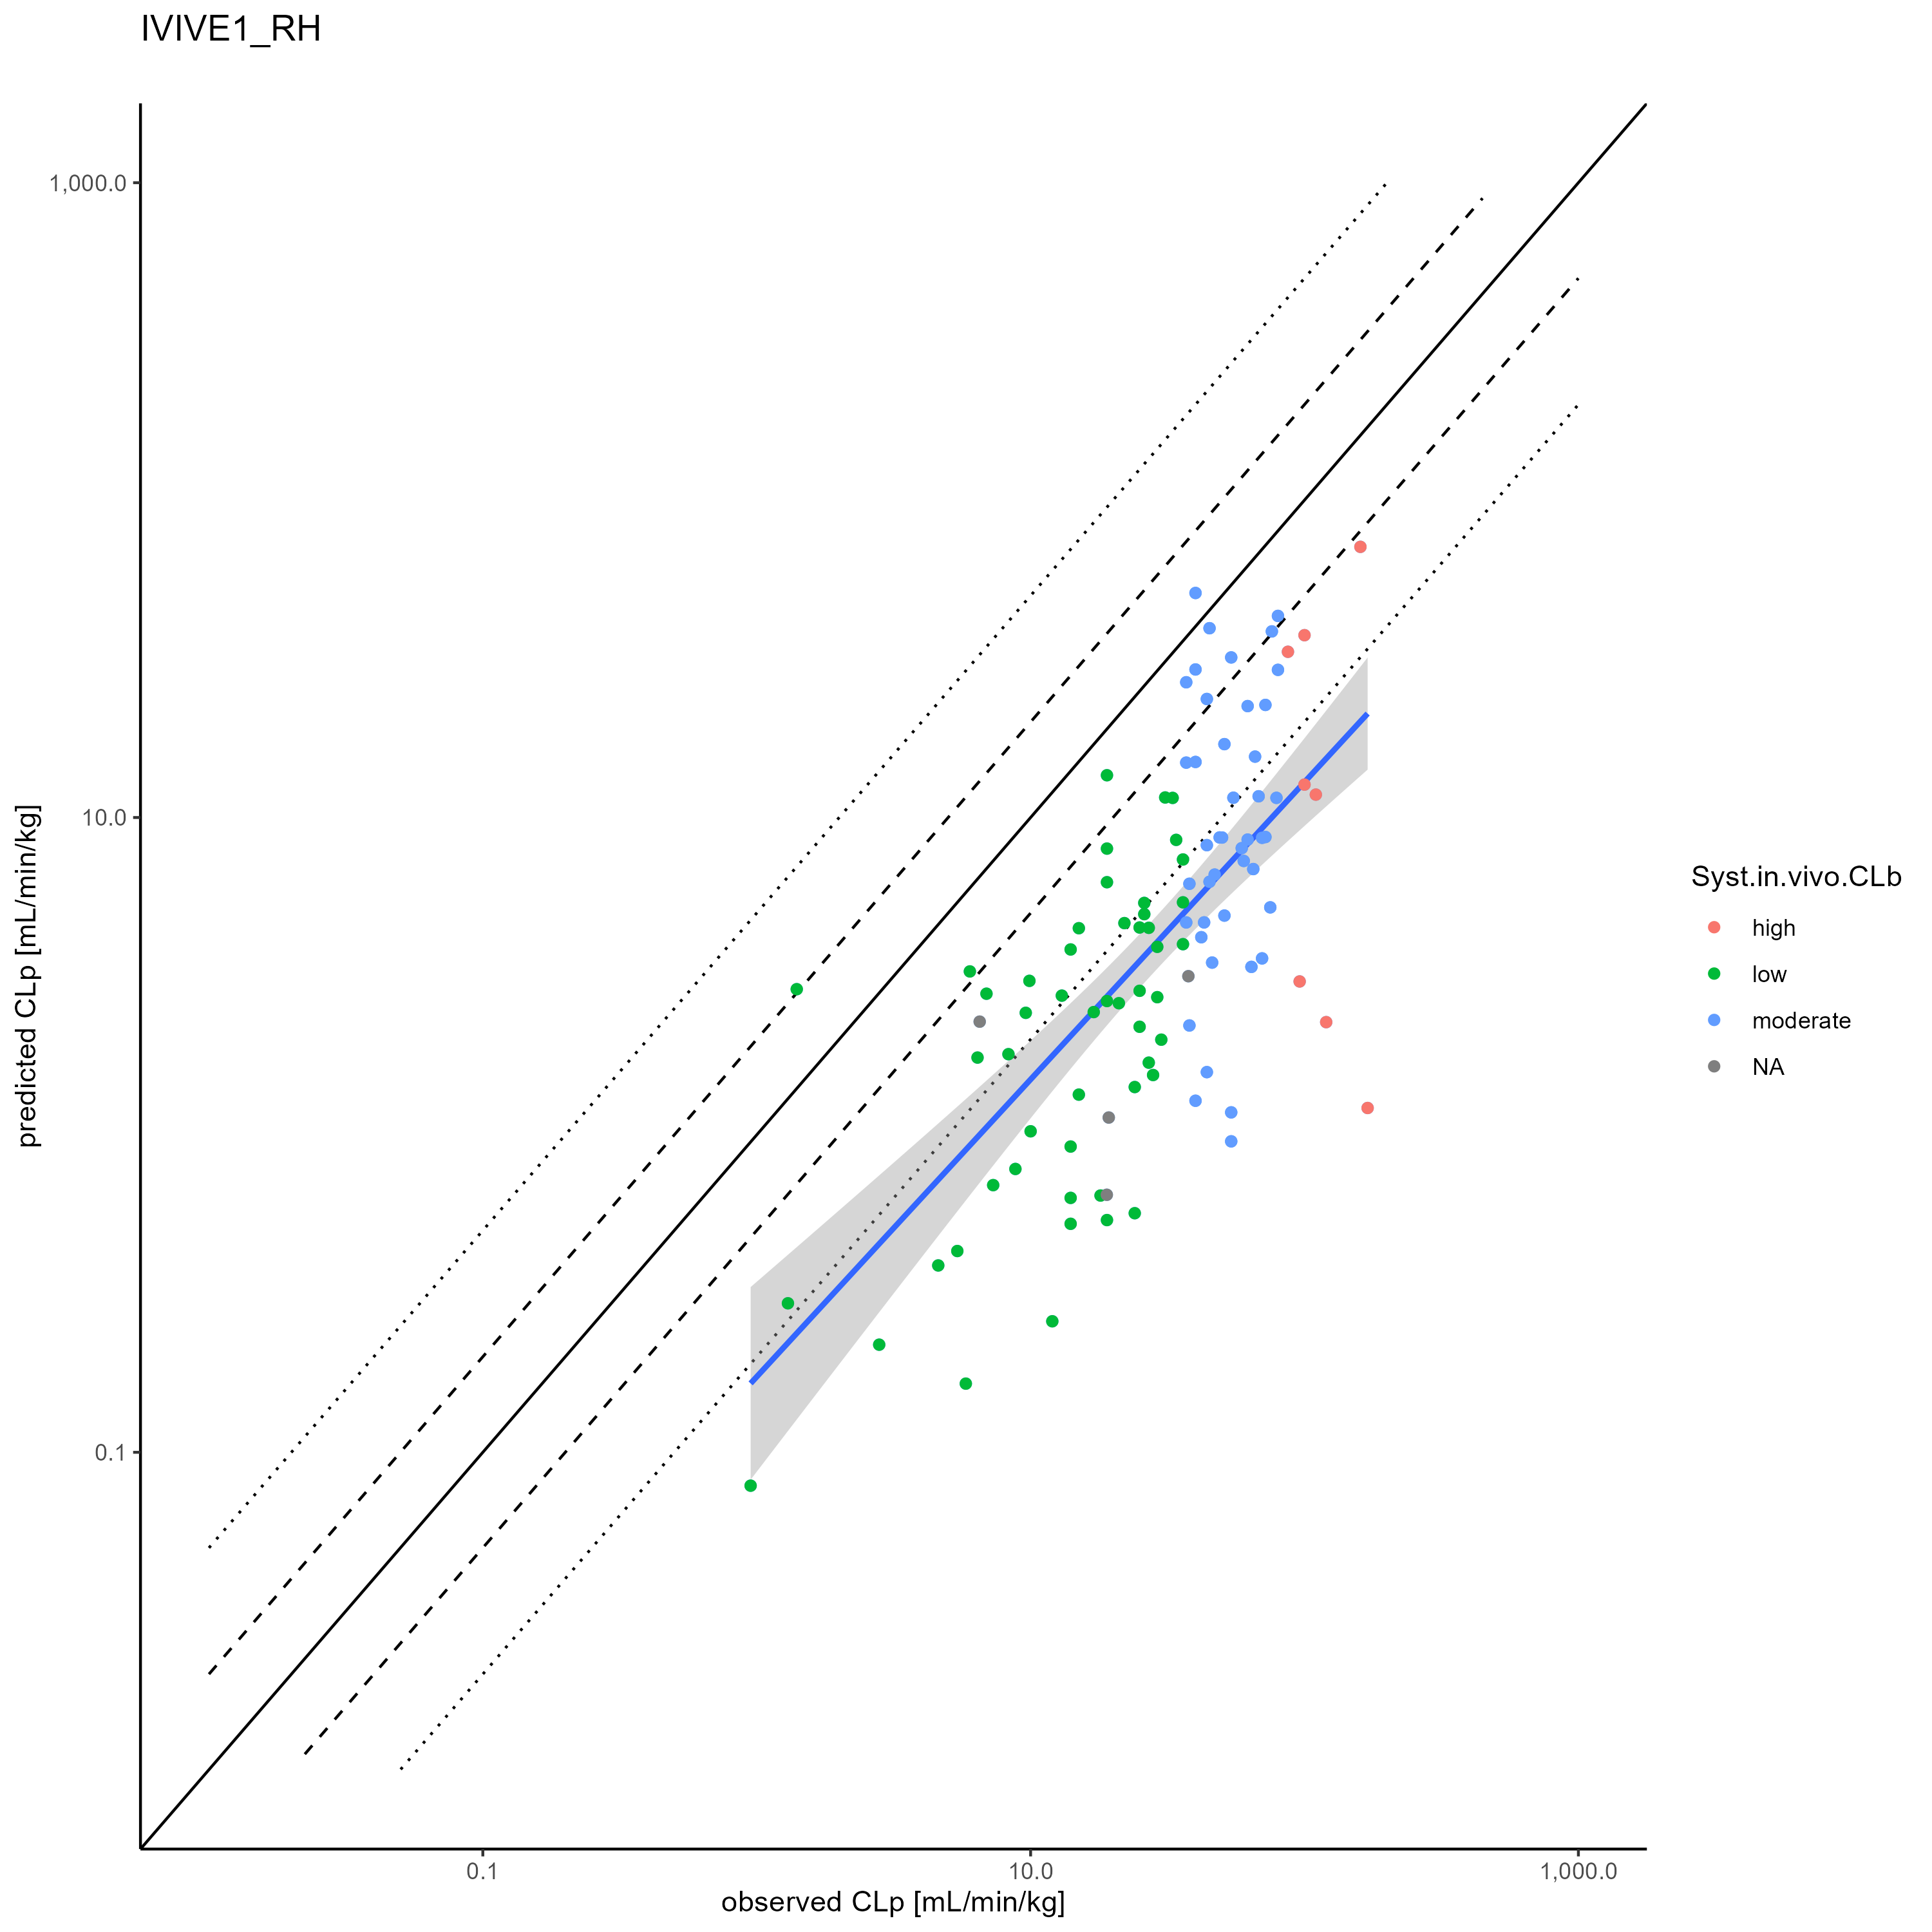 IVIVE1_RH
1,000.0
10.0
0.1
predicted CLp [mL/min/kg]
0.1
10.0
1,000.0
observed CLp [mL/min/kg]
Syst.in.vivo.CLb
high
low
moderate
NA